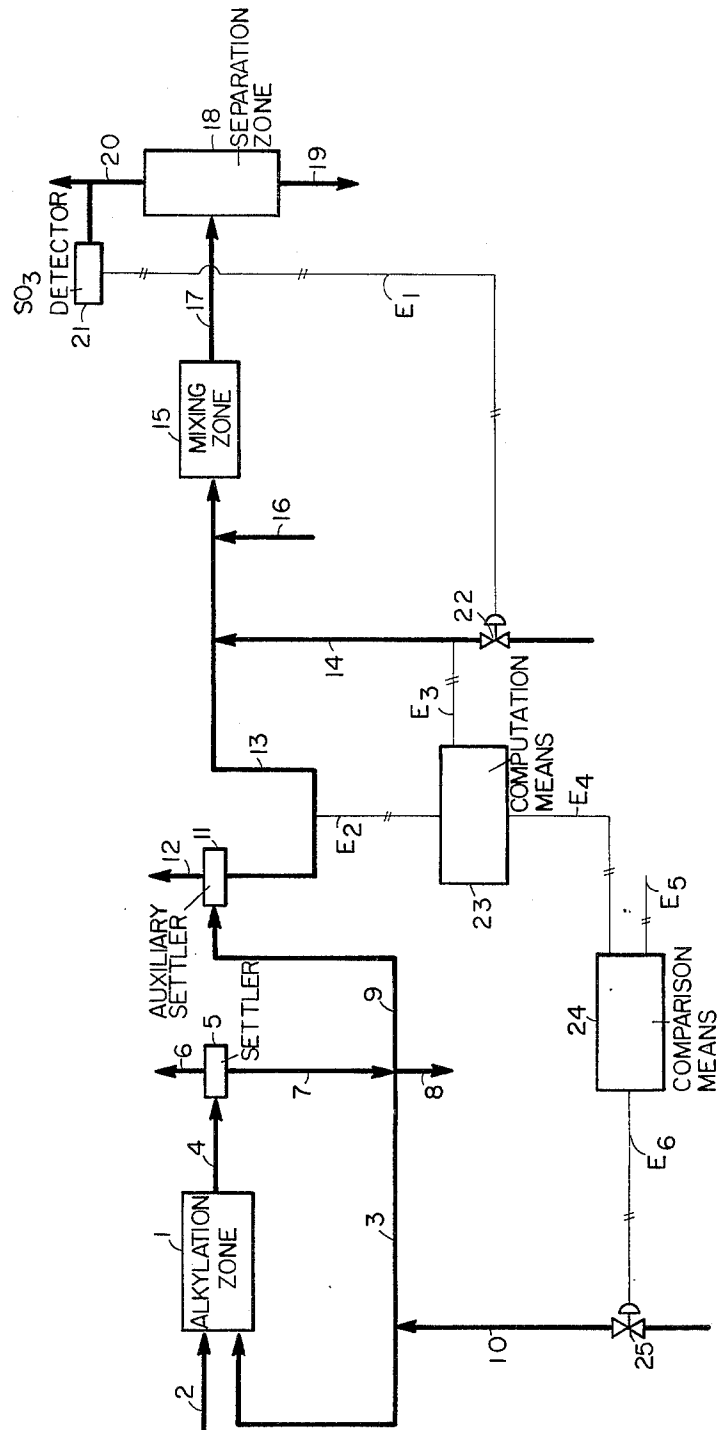 2
1
ALKYLATION
ZONE
4
6
5
SETTLER
7
8
3
9
10
25
E6
24
COMPARISON
MEANS
E5
E4
AUXILIARY
SETTLER
12
11
13
E2
23
COMPUTATION
MEANS
E3
14
22
16
15
MIXING
ZONE
17
E1
SO3
DETECTOR
21
20
18
SEPARATION
ZONE
19